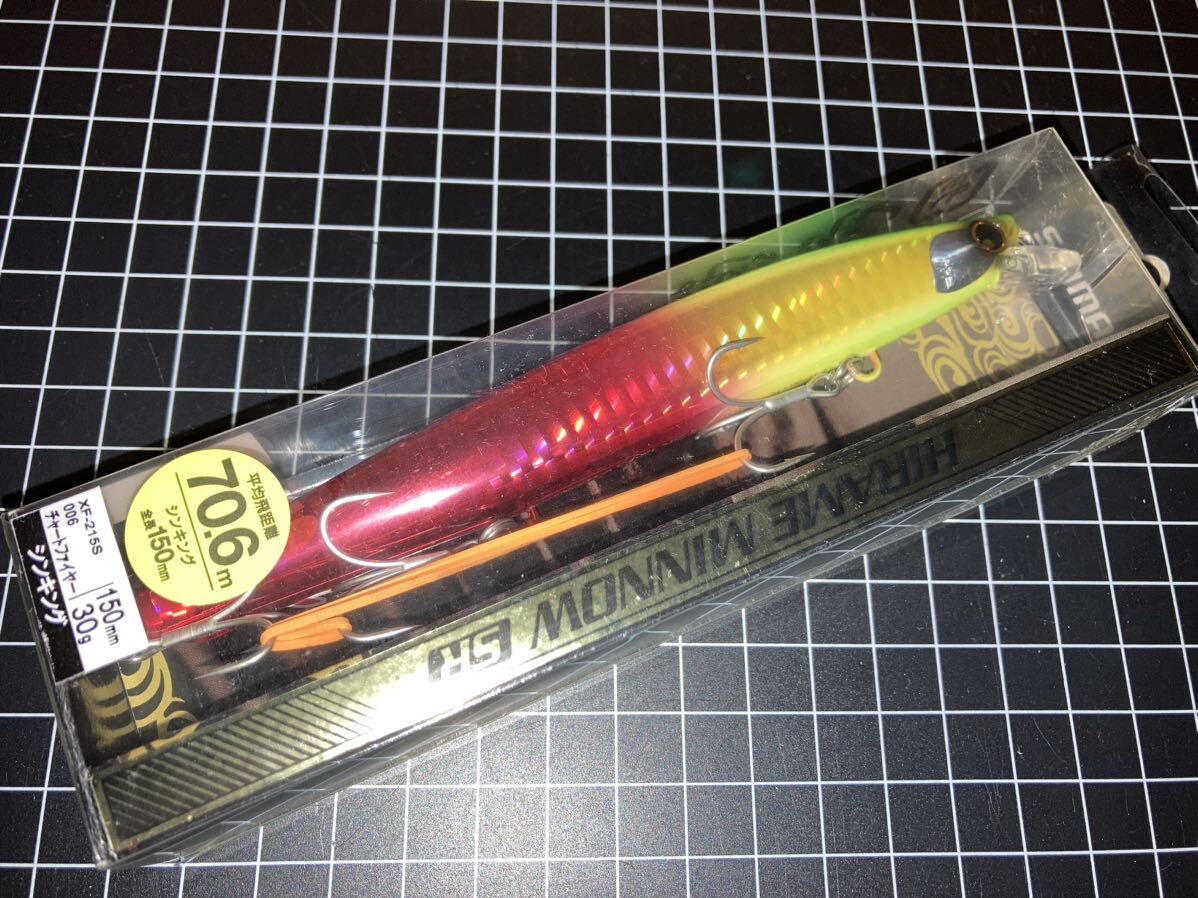 平均飛距離
70.6m
シンキング
全長150mm
XF-215S
006
チャートファイヤー
150mm
30g
シンキング
HIRAME MINNOW SR